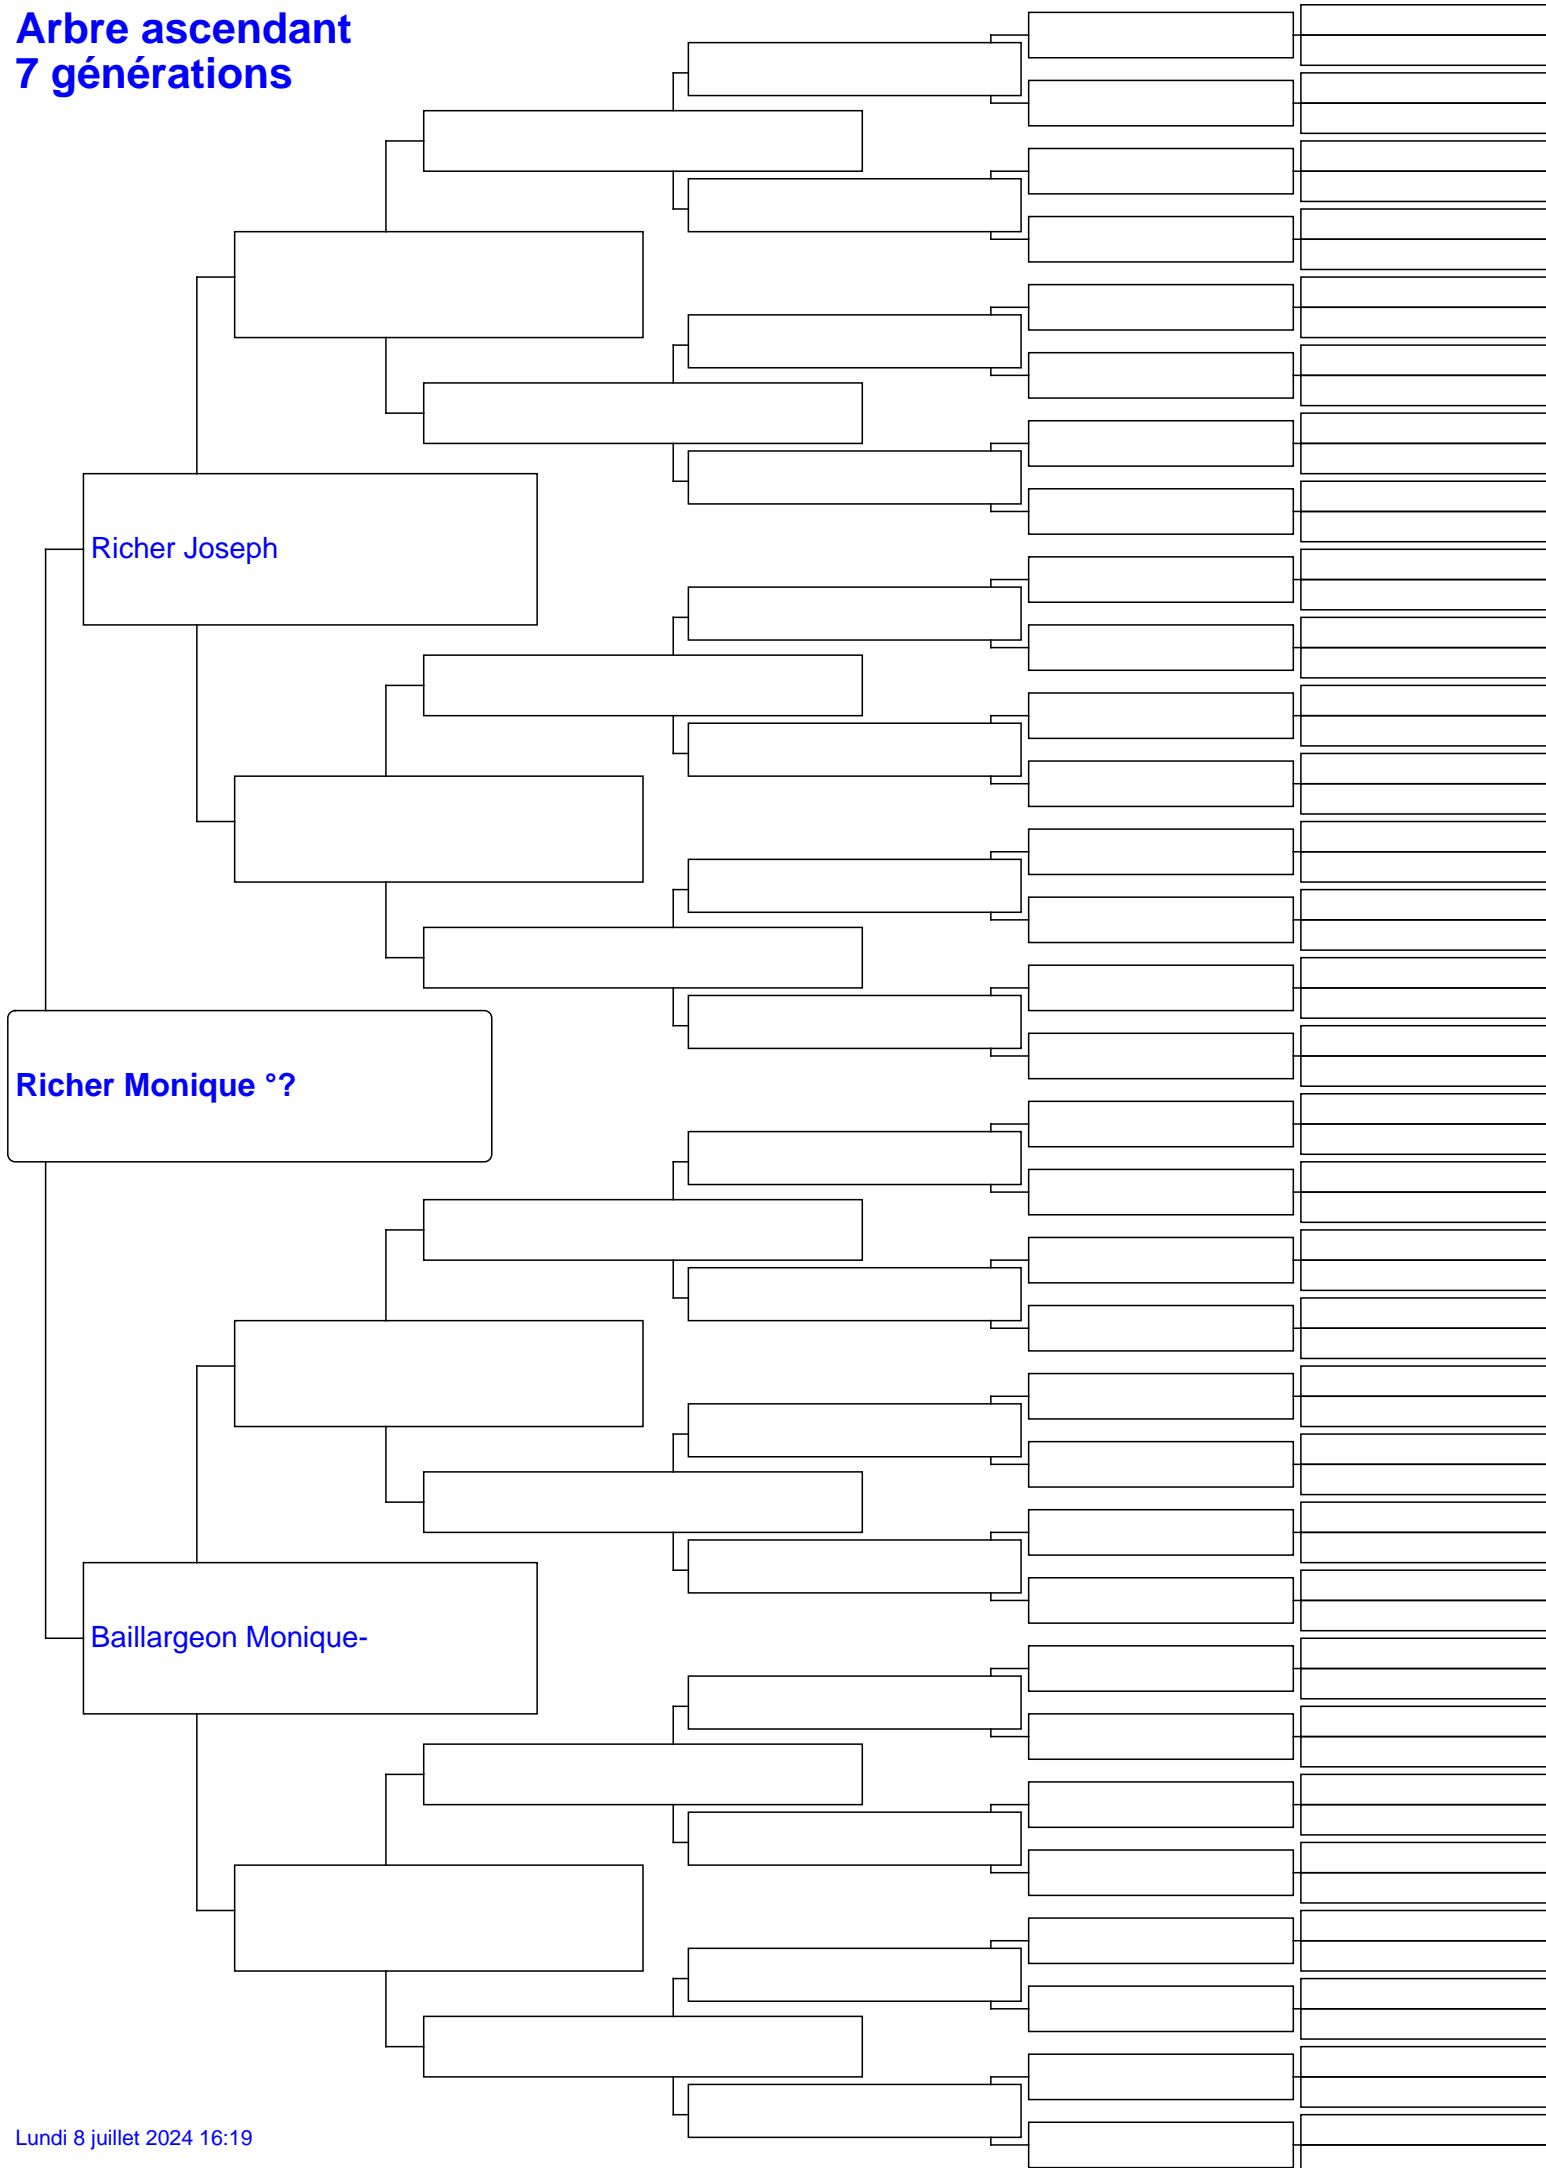 Arbre ascendant
7 générations
Richer Joseph
Richer Monique °?
Baillargeon Monique-
Lundi 8 juillet 2024 16:19